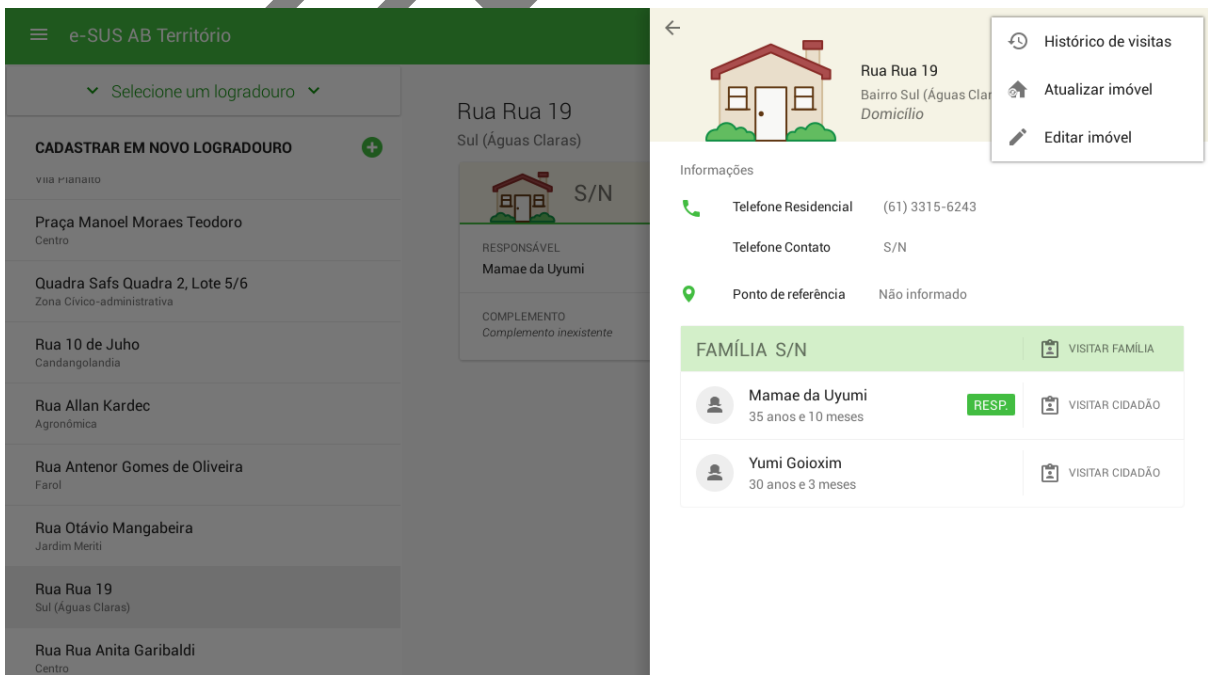 e-SUS AB Território
Selecione um logradouro
CADASTRAR EM NOVO LOGRADOURO
Vila Planalto
Praça Manoel Moraes Teodoro
Centro
Quadra Safs Quadra 2, Lote 5/6
Zona Cívico-administrativa
Rua 10 de Juho
Candangolandia
Rua Allan Kardec
Agronômica
Rua Antenor Gomes de Oliveira
Farol
Rua Otávio Mangabeira
Jardim Meriti
Rua Rua 19
Sul (Águas Claras)
Rua Rua Anita Garibaldi
Centro
Rua Rua 19
Sul (Águas Claras)
S/N
RESPONSÁVEL
Mamae da Uyumi
COMPLEMENTO
Complemento inexistente
Rua Rua 19
Bairro Sul (Águas Clar
Domicílio
Histórico de visitas
Atualizar imóvel
Editar imóvel
Informações
Telefone Residencial (61) 3315-6243
Telefone Contato S/N
Ponto de referência Não informado
FAMÍLIA S/N VISITAR FAMÍLIA
Mamae da Uyumi RESP. VISITAR CIDADÃO
35 anos e 10 meses
Yumi Goioxim VISITAR CIDADÃO
30 anos e 3 meses